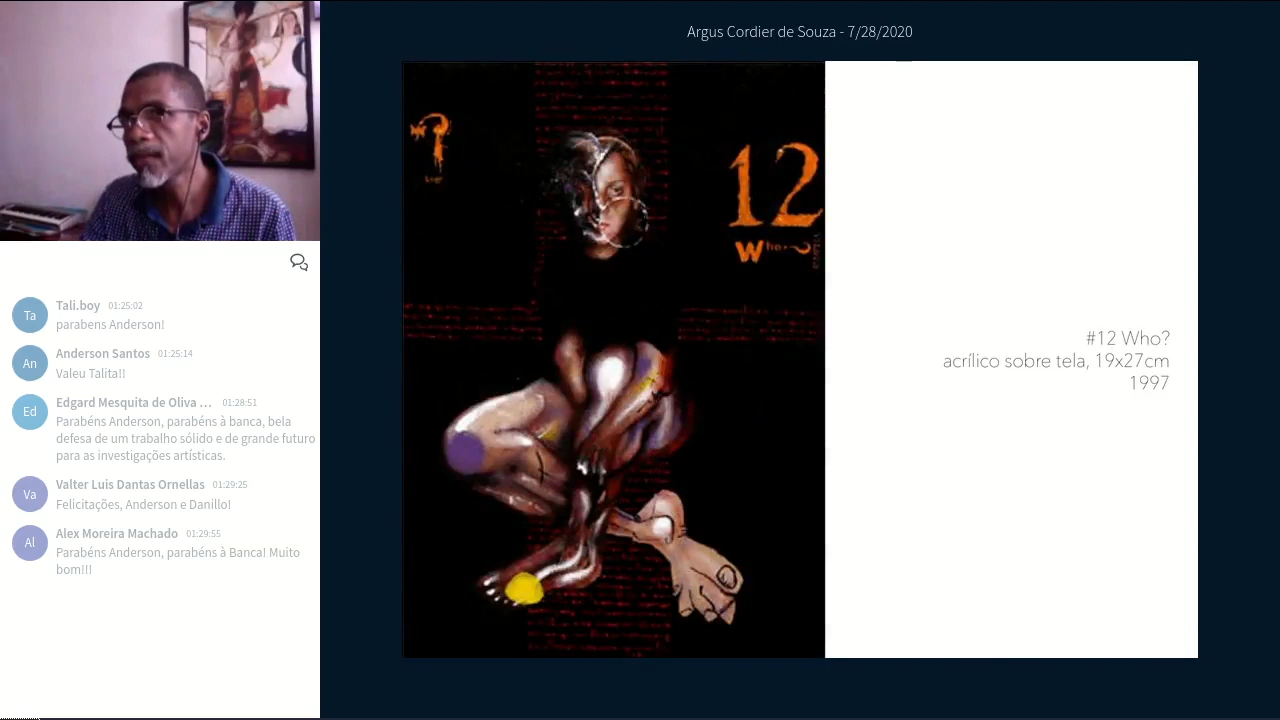 Argus Cordier de Souza - 7/28/2020
Ta
Tali.boy 01:25:02
parabens Anderson!
An
Anderson Santos 01:25:14
Valeu Talita!!
Ed
Edgard Mesquita de Oliva ... 01:28:51
Parabéns Anderson, parabéns à banca, bela
defesa de um trabalho sólido e de grande futuro
para as investigações artísticas.
Va
Valter Luis Dantas Ornellas 01:29:25
Felicitações, Anderson e Danillo!
Al
Alex Moreira Machado 01:29:55
Parabéns Anderson, parabéns à Banca! Muito
bom!!!
W?
12
Who
#12 Who?
acrílico sobre tela, 19x27cm
1997